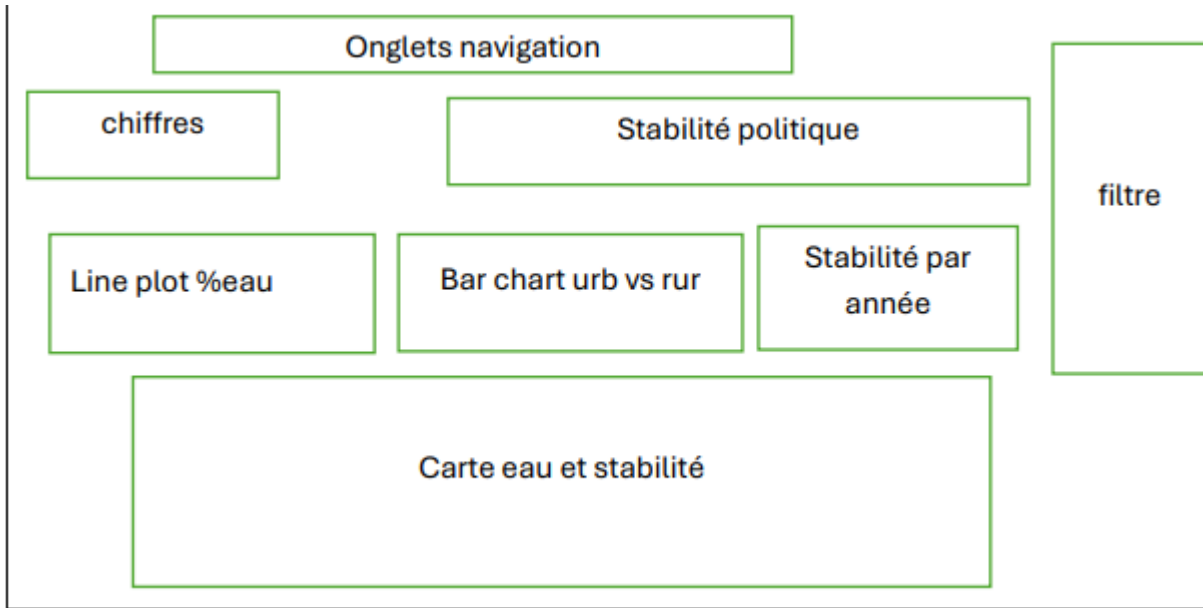 Onglets navigation
chiffres
Stabilité politique
filtre
Line plot %eau
Bar chart urb vs rur
Stabilité par
année
Carte eau et stabilité